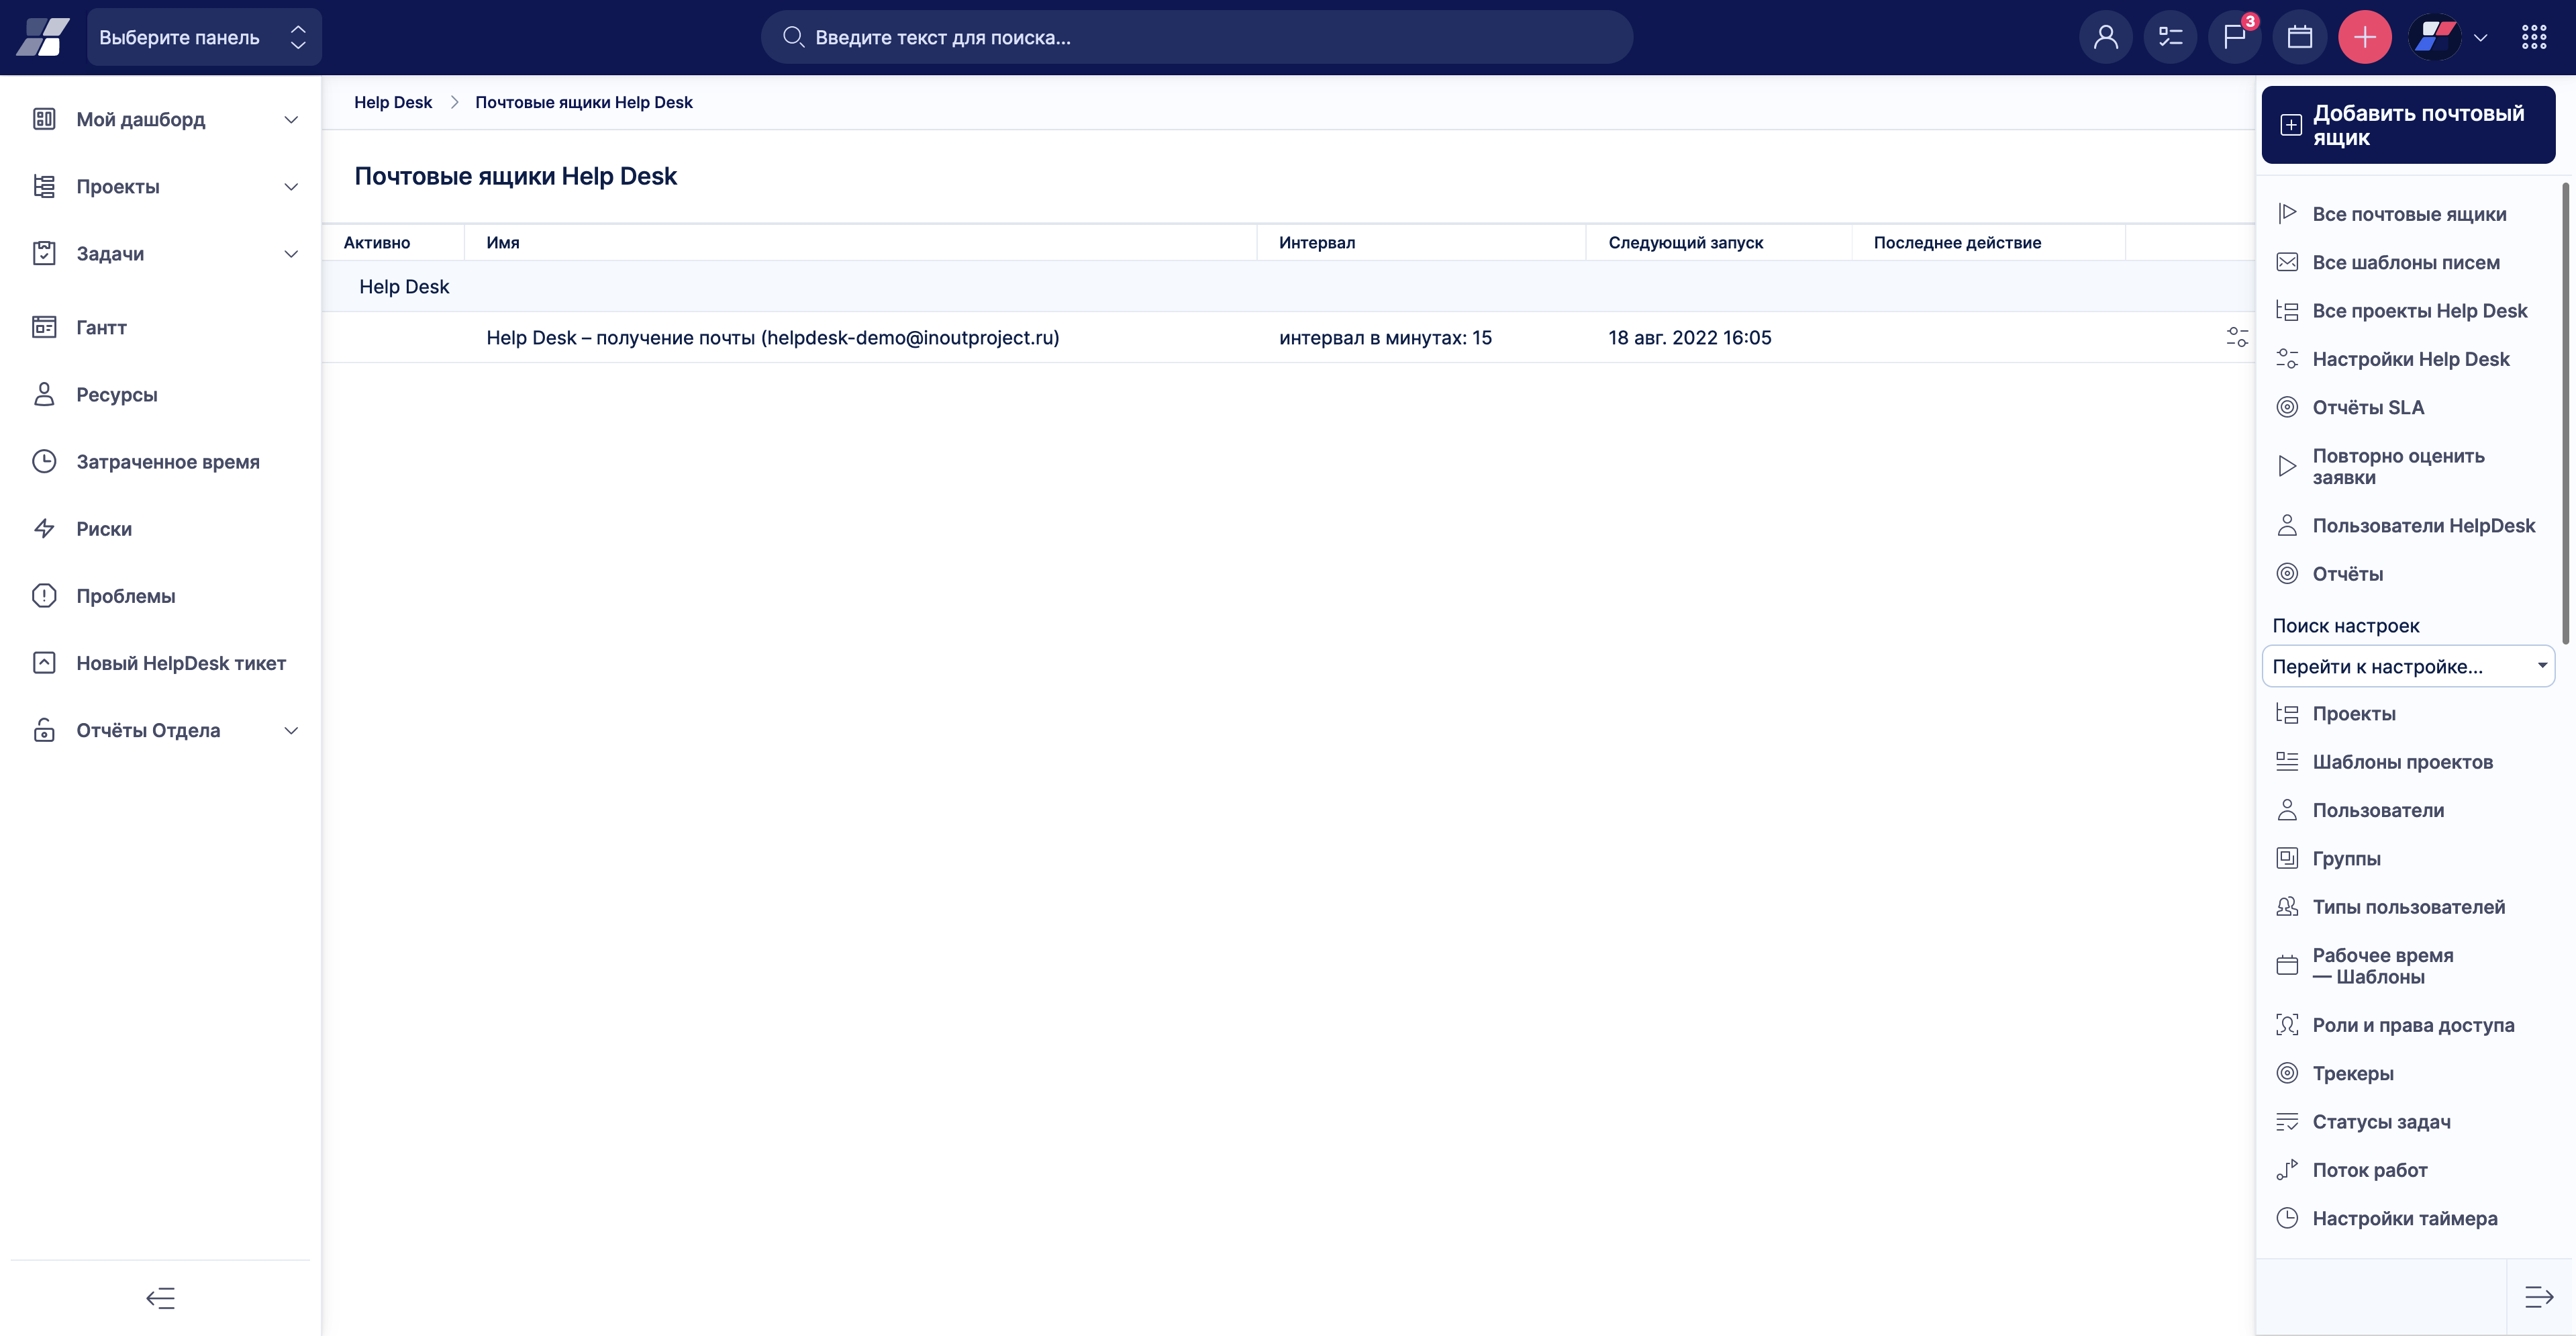 Выберите панель
Введите текст для поиска...
3
Мой дашборд
Проекты
Задачи
Гантт
Ресурсы
Затраченное время
Риски
Проблемы
Новый HelpDesk тикет
Отчёты Отдела
Help Desk > Почтовые ящики Help Desk
Почтовые ящики Help Desk
Активно Имя Интервал Следующий запуск Последнее действие
Help Desk
Help Desk – получение почты (helpdesk-demo@inoutproject.ru) интервал в минутах: 15 18 авг. 2022 16:05
Добавить почтовый
ящик
Все почтовые ящики
Все шаблоны писем
Все проекты Help Desk
Настройки Help Desk
Отчёты SLA
Повторно оценить
заявки
Пользователи HelpDesk
Отчёты
Поиск настроек
Перейти к настройке...
Проекты
Шаблоны проектов
Пользователи
Группы
Типы пользователей
Рабочее время
— Шаблоны
Роли и права доступа
Трекеры
Статусы задач
Поток работ
Настройки таймера